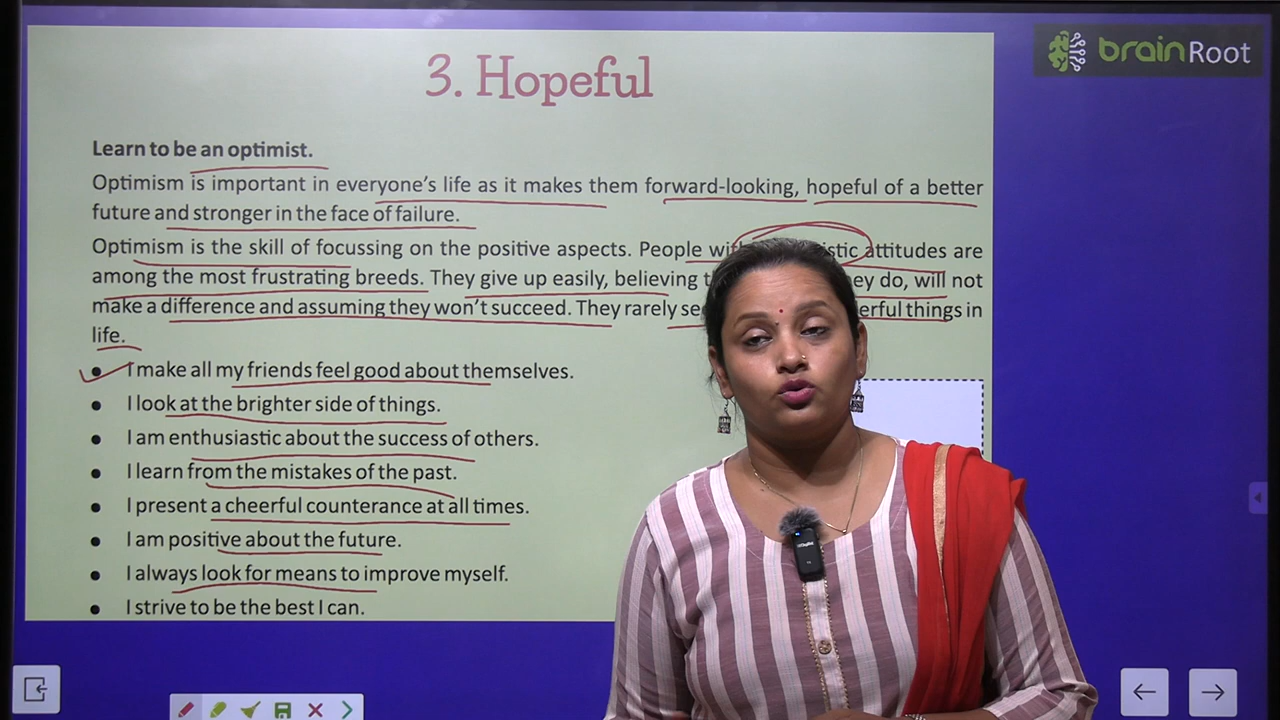 brainRoot
3. Hopeful
Learn to be an optimist.
Optimism is important in everyone's life as it makes them forward-looking, hopeful of a better
future and stronger in the face of failure.
Optimism is the skill of focussing on the positive aspects. People attitudes are
among the most frustrating breeds. They give up easily, believing do, will not
make a difference and assuming they won't succeed. They rarely things in
life.
I make all my friends feel good about themselves.
I look at the brighter side of things.
I am enthusiastic about the success of others.
I learn from the mistakes of the past.
I present a cheerful counterance at all times.
I am positive about the future.
I always look for means to improve myself.
I strive to be the best I can.